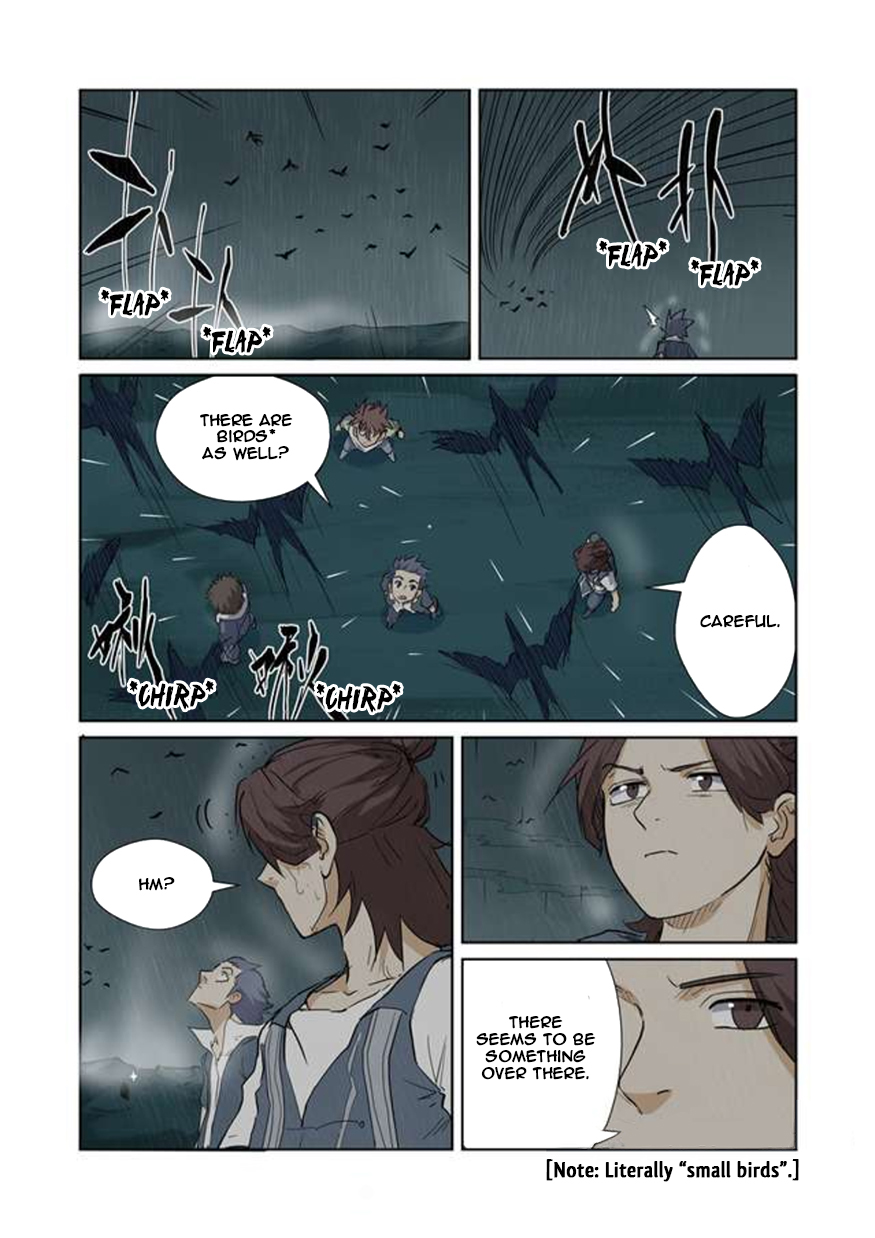 *FLAP*
*FLAP*
*FLAP*
*FLAP*
THERE ARE
BIRDS*
AS WELL?
CAREFUL.
*CHIRP*
*CHIRP*
HM?
THERE
SEEMS TO BE
SOMETHING
OVER THERE.
[Note: Literally “small birds”.]